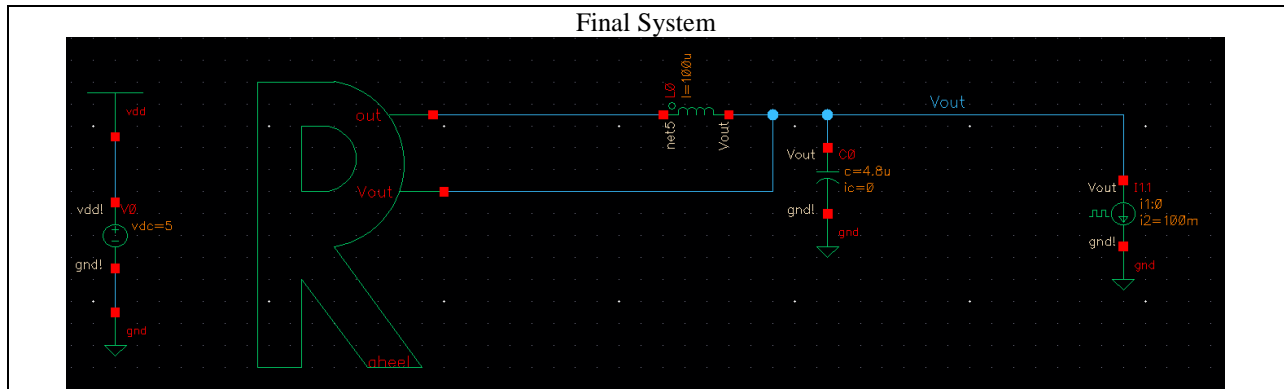 Final System
vdd
vdd!
V0
vdc=5
gnd!
gnd
out
Vout
aheel
L0
l=100u
net5
Vout
Vout
Vout
C0
c=4.8u
ic=0
gnd!
gnd
Vout
I11
i1:0
i2=100m
gnd!
gnd